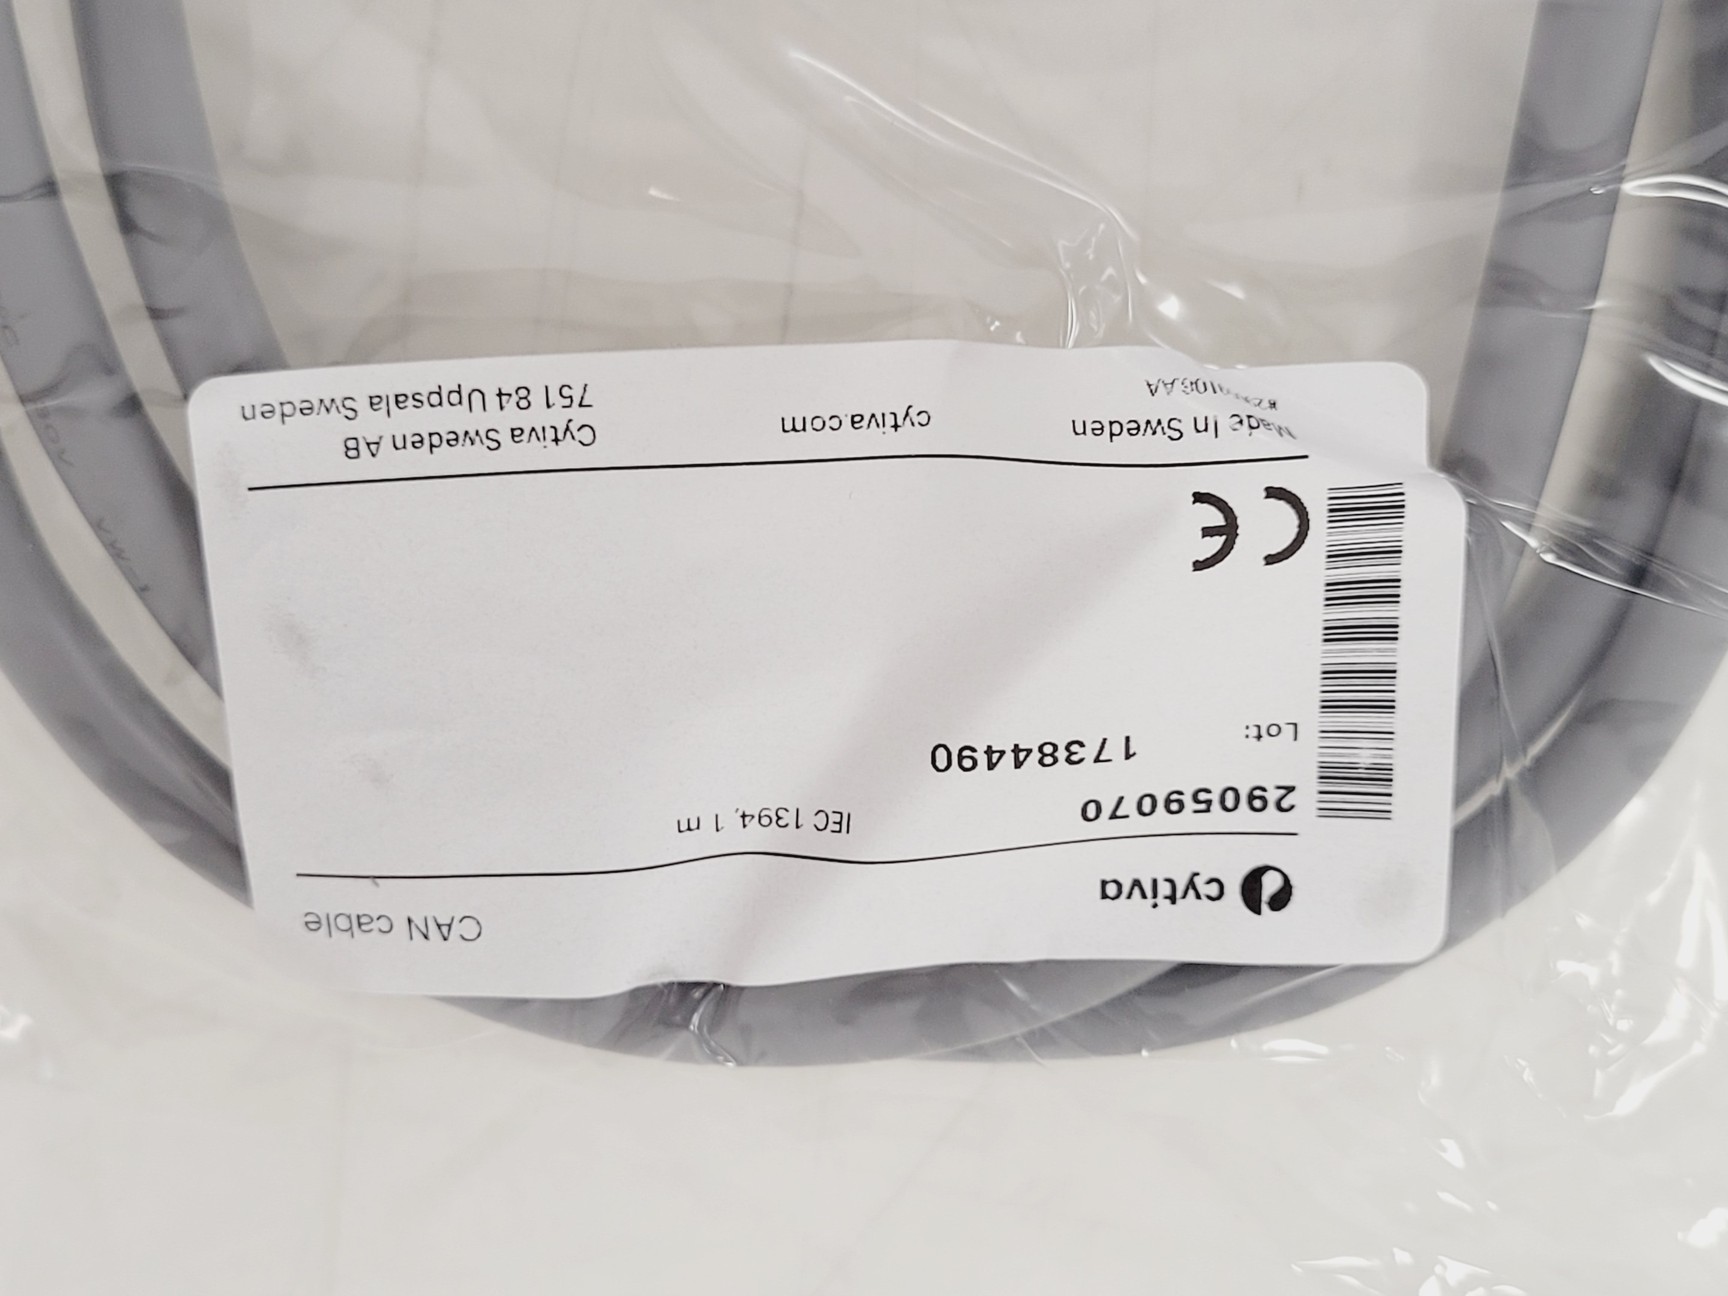 cytiva
CAN cable
29059070
IEC 1394, 1 m
Lot: 17384490
CE
Made In Sweden
cytiva.com
Cytiva Sweden AB
751 84 Uppsala Sweden